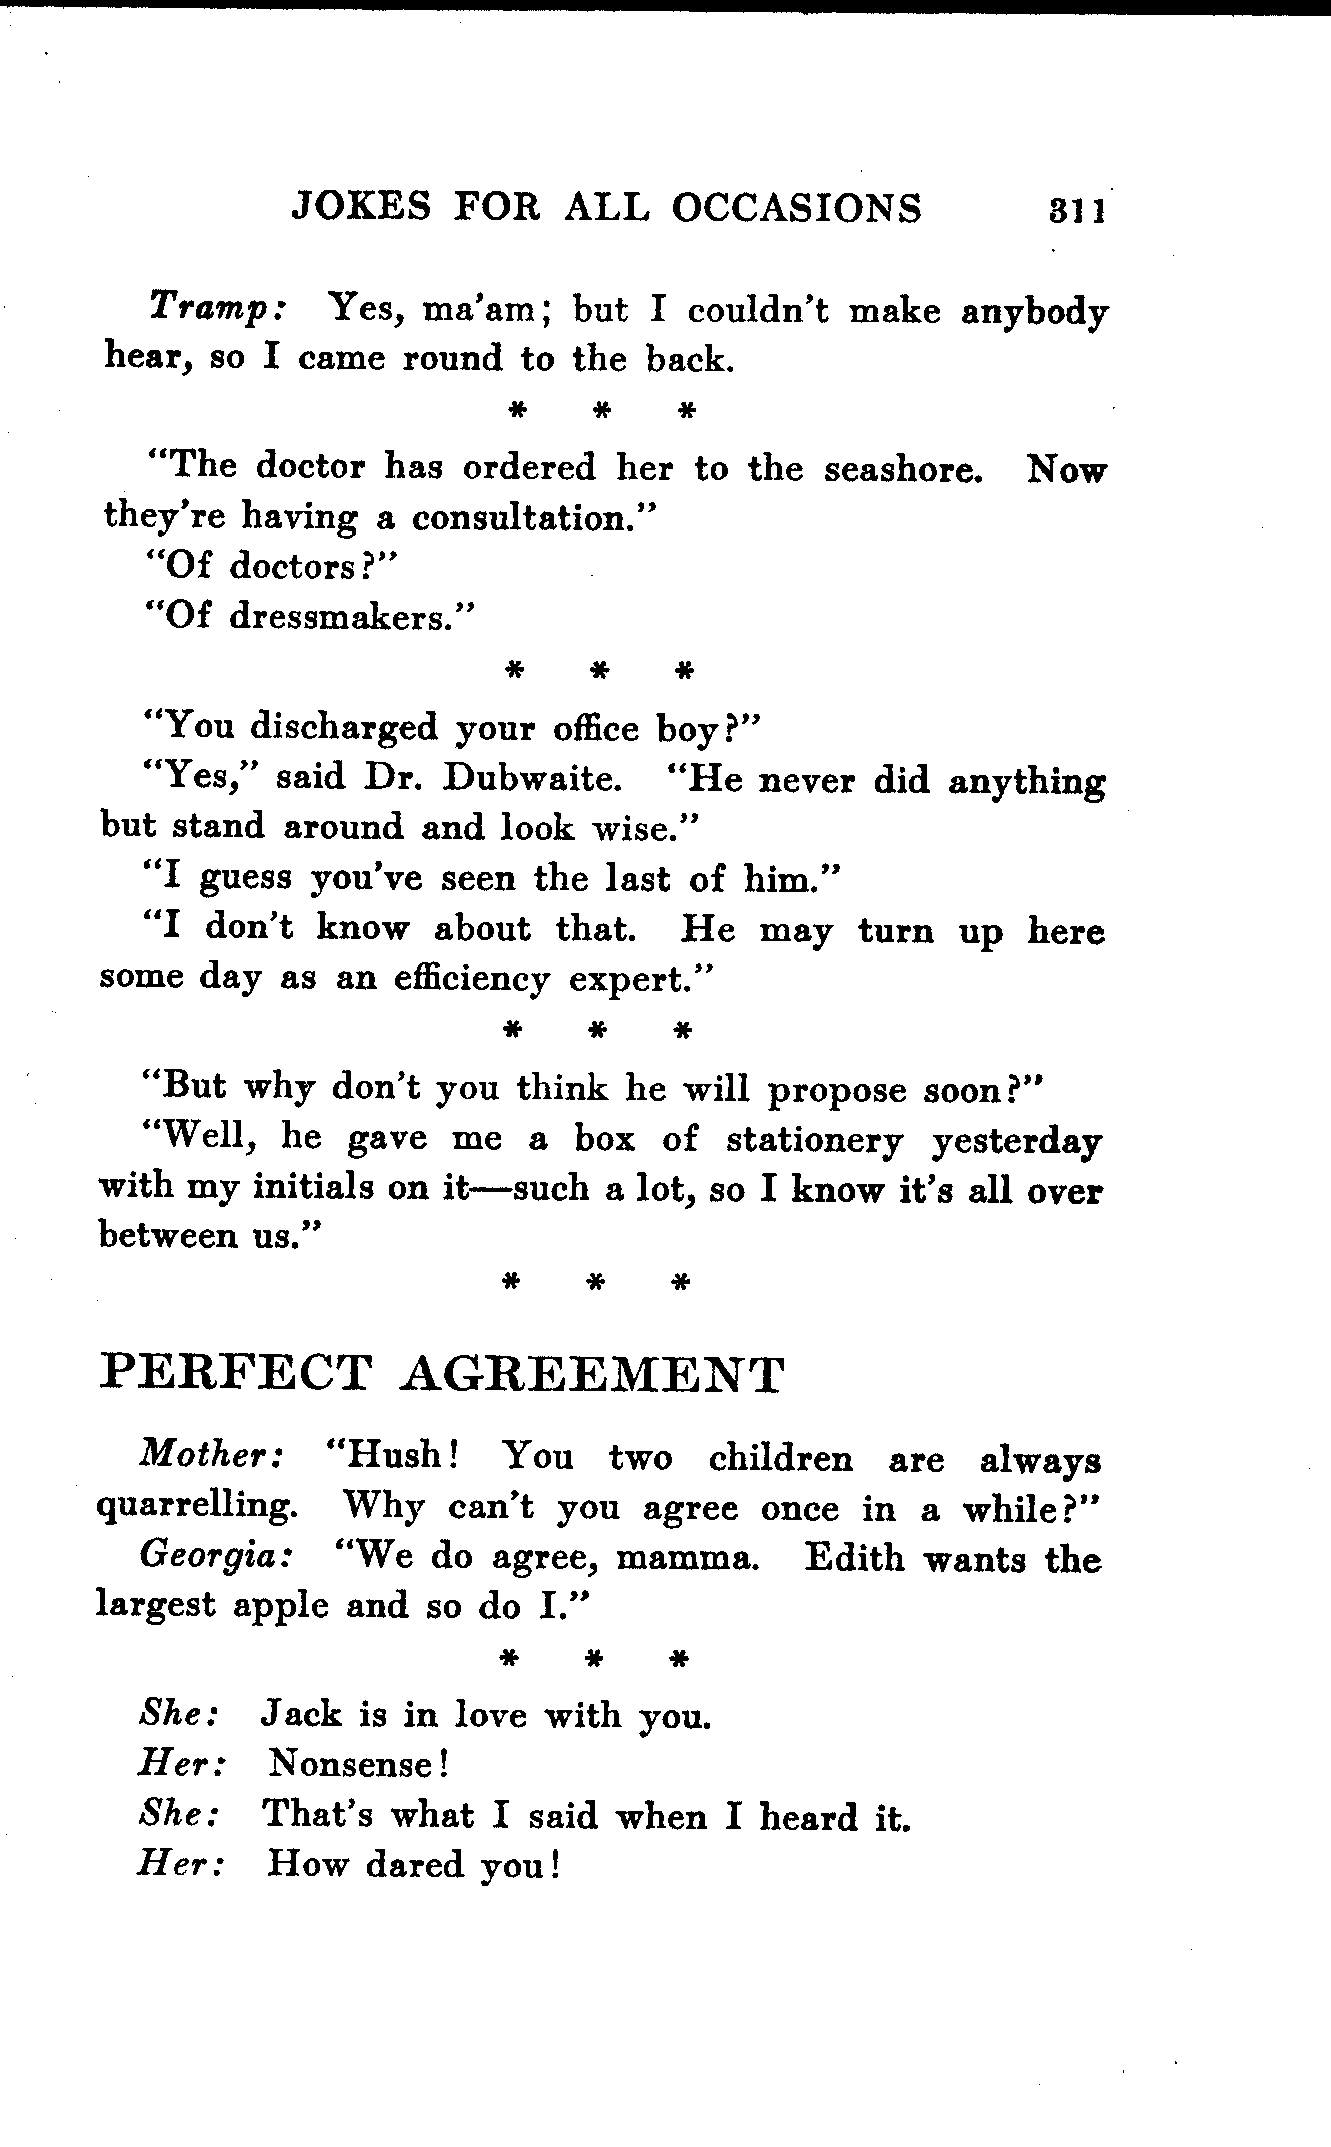 JOKES FOR ALL OCCASIONS 311
Tramp: Yes, ma'am; but I couldn't make anybody
hear, so I came round to the back.
* * *
"The doctor has ordered her to the seashore. Now
they're having a consultation."
"Of doctors?"
"Of dressmakers."
* * *
"You discharged your office boy?"
"Yes," said Dr. Dubwaite. "He never did anything
but stand around and look wise."
"I guess you've seen the last of him."
"I don't know about that. He may turn up here
some day as an efficiency expert."
* * *
"But why don't you think he will propose soon?"
"Well, he gave me a box of stationery yesterday
with my initials on it—such a lot, so I know it's all over
between us."
* * *
PERFECT AGREEMENT
Mother: "Hush! You two children are always
quarrelling. Why can't you agree once in a while?"
Georgia: "We do agree, mamma. Edith wants the
largest apple and so do I."
* * *
She: Jack is in love with you.
Her: Nonsense!
She: That's what I said when I heard it.
Her: How dared you!